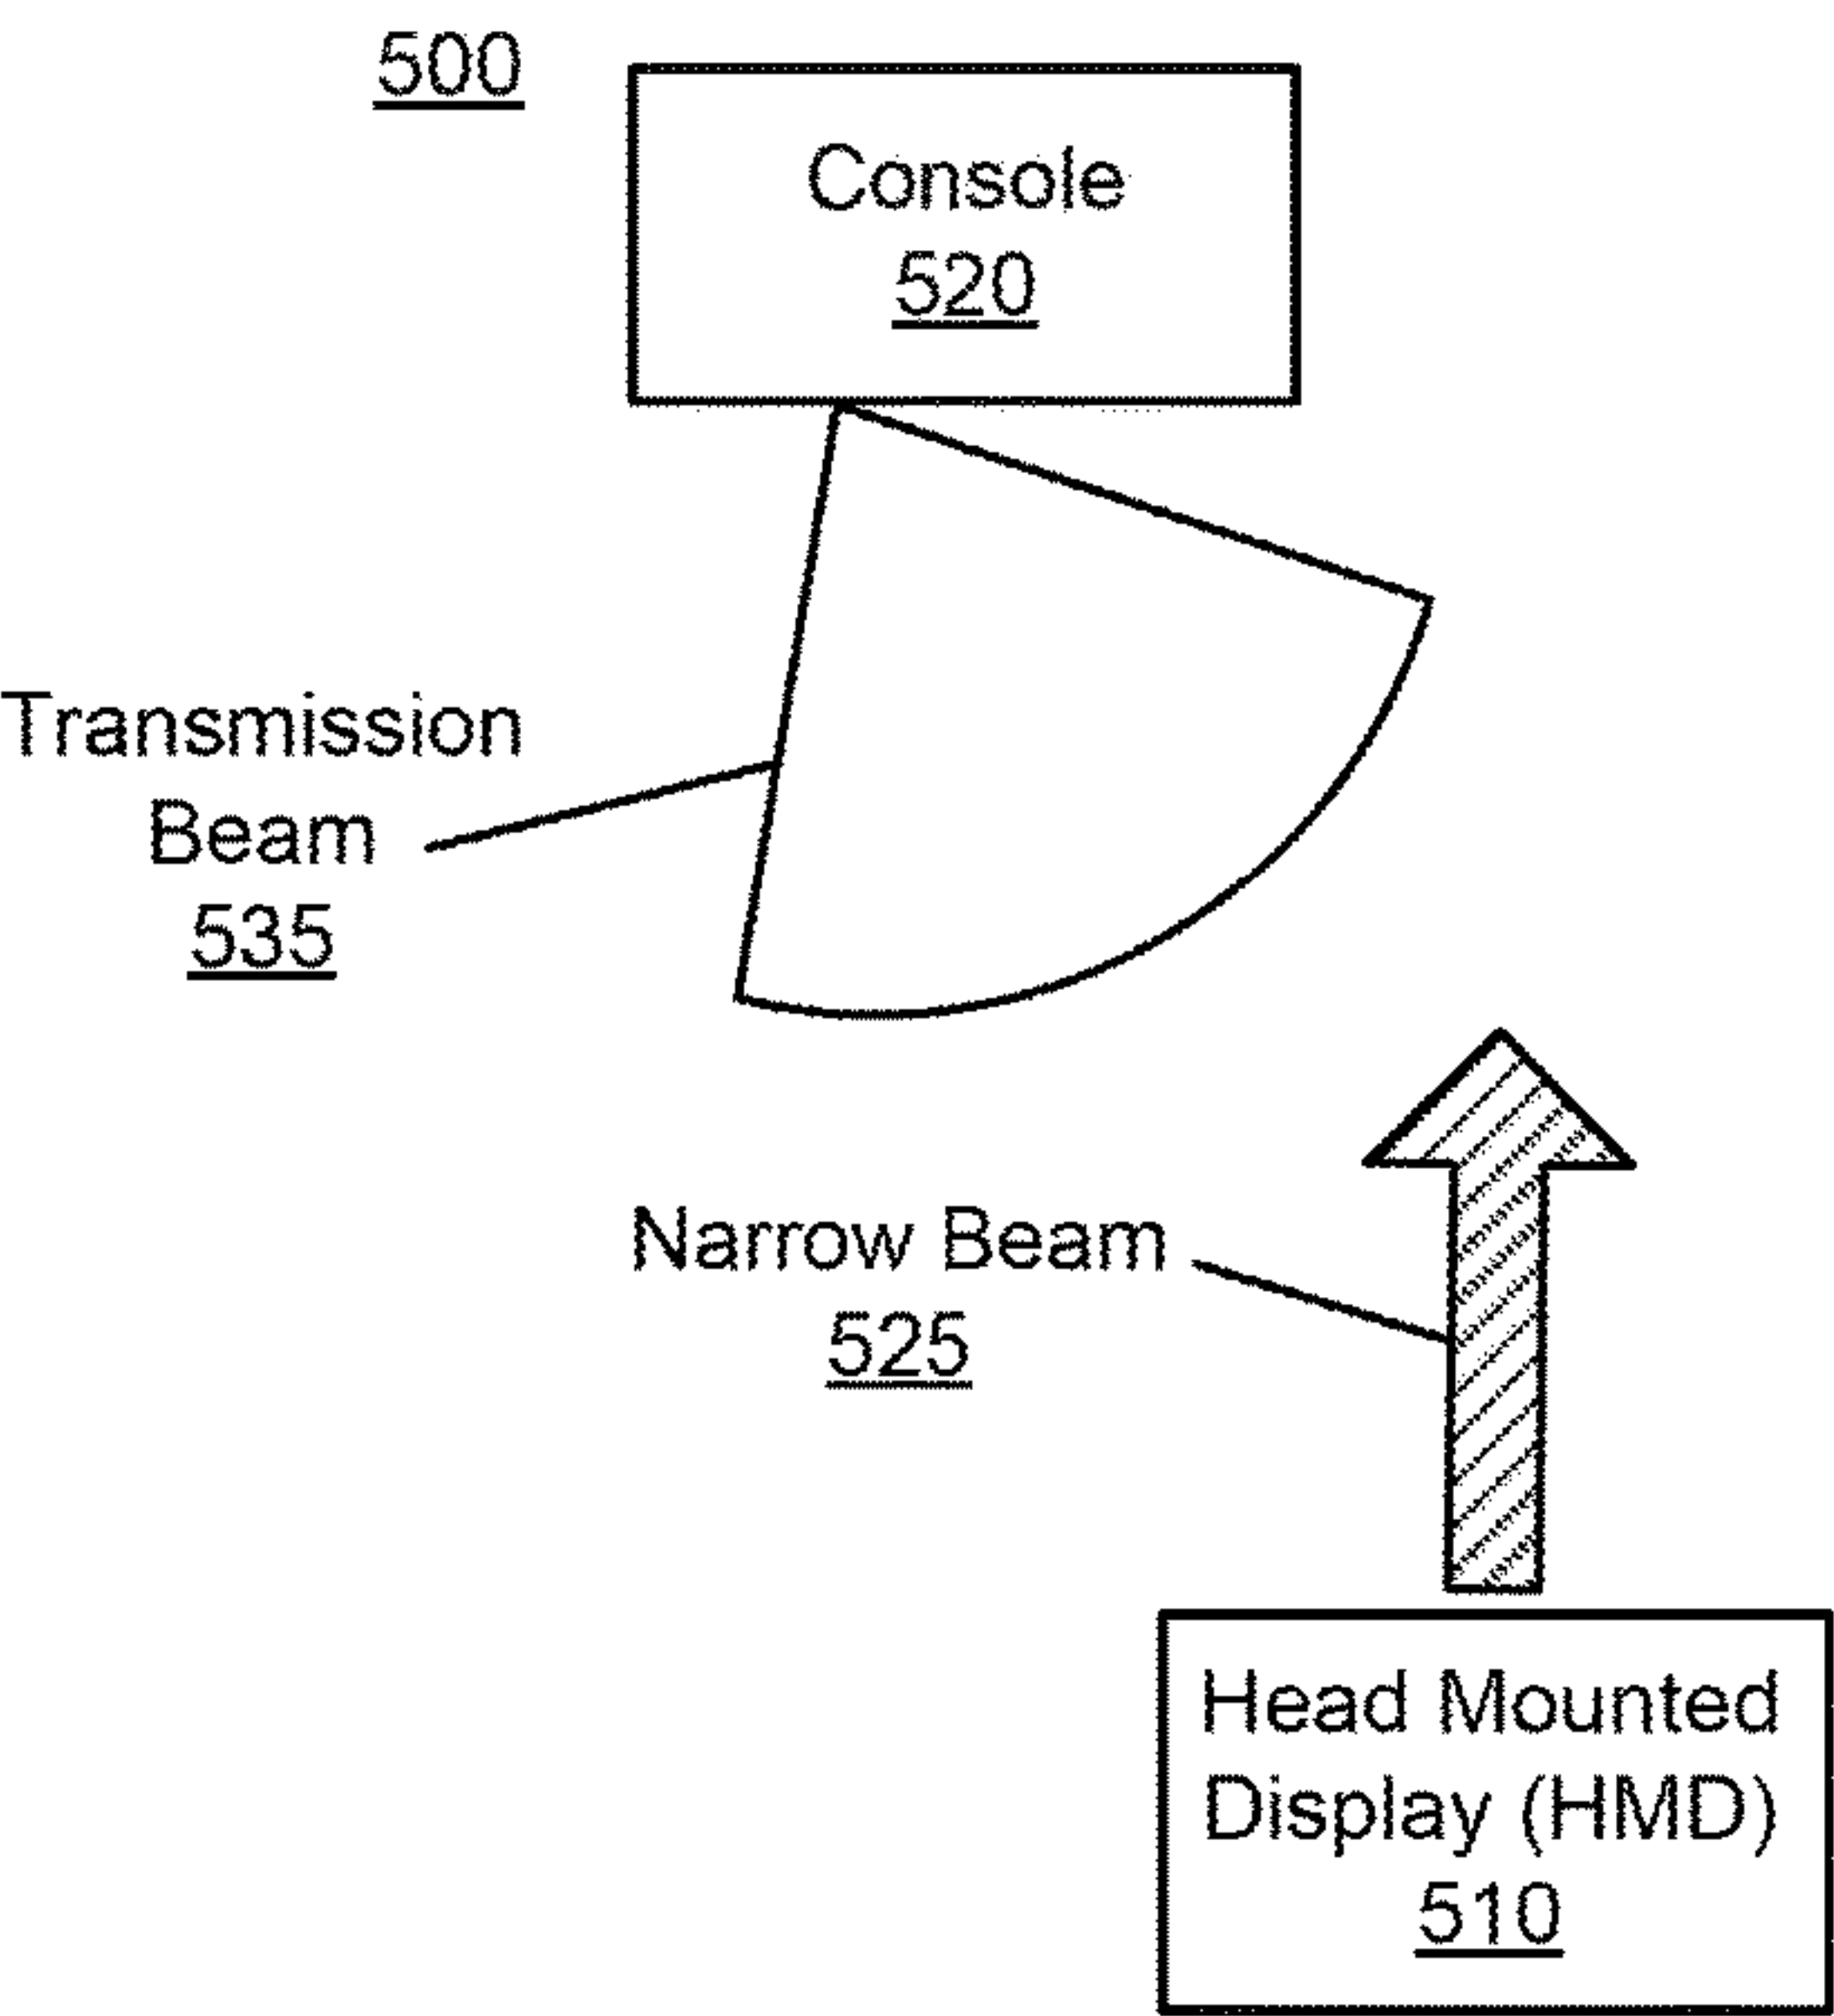 500
Console
520
Transmission
Beam
535
Narrow Beam
525
Head Mounted
Display (HMD)
510